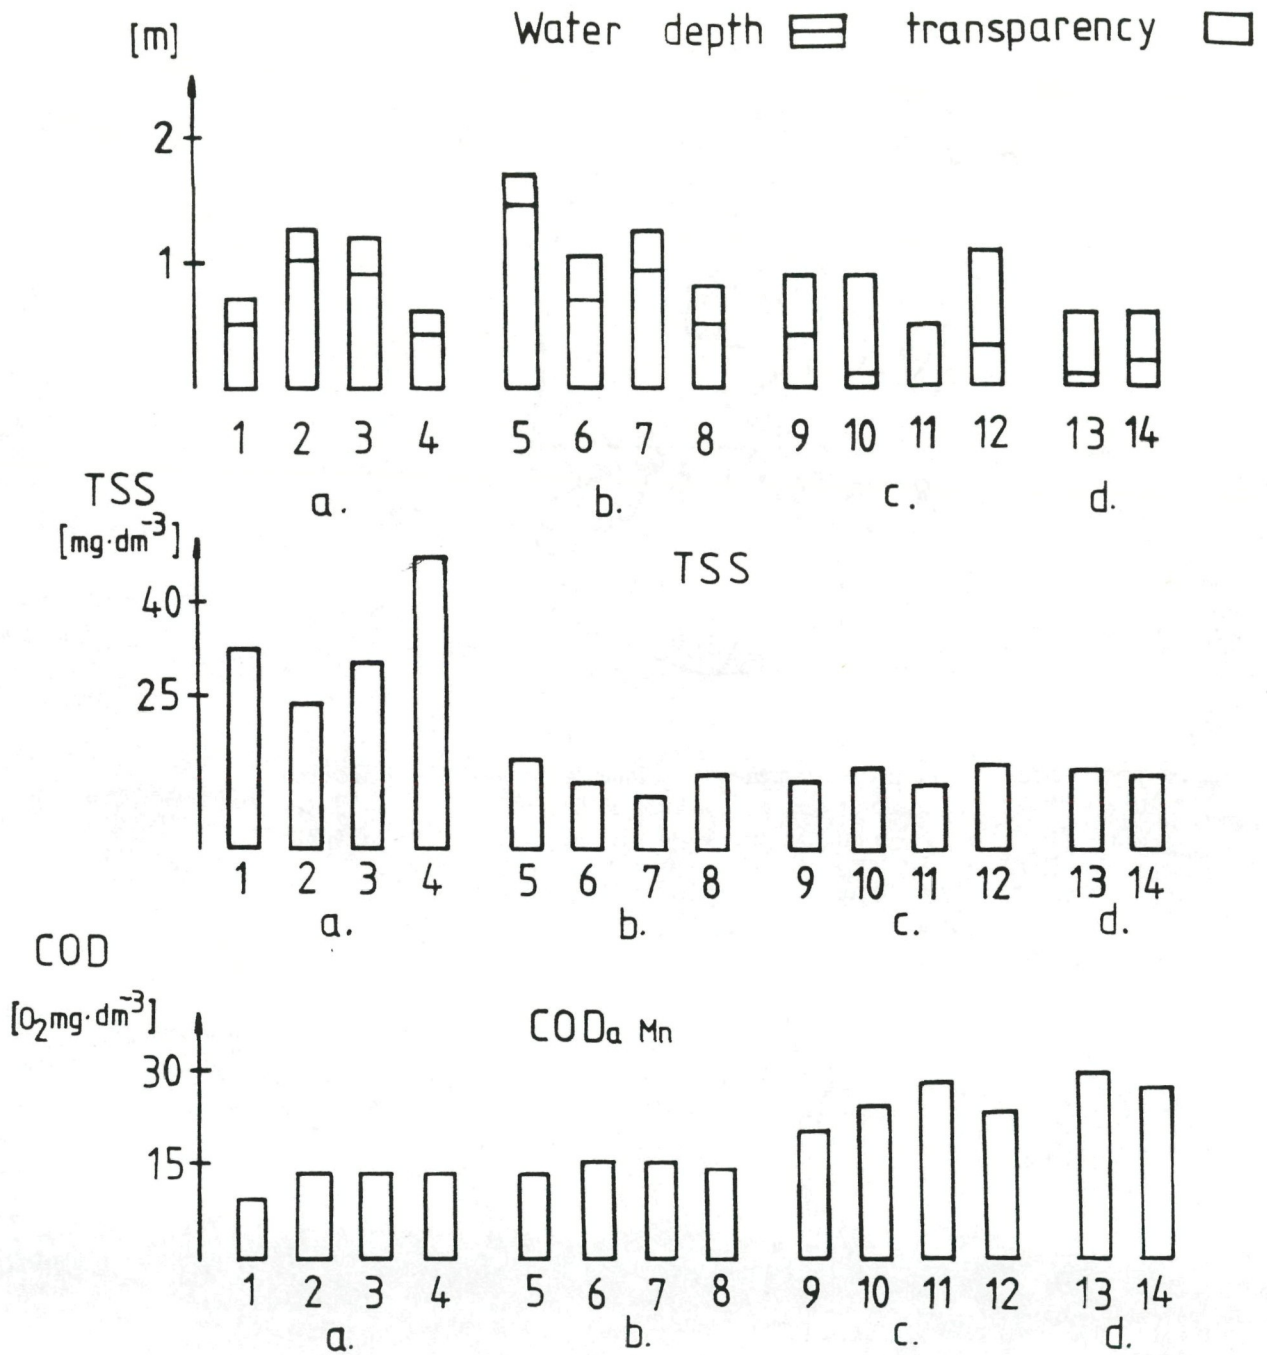 Water depth transparency
[m]
2
1
1 2 3 4 5 6 7 8 9 10 11 12 13 14
a. b. c. d.
TSS
[mg·dm⁻³]
TSS
40
25
1 2 3 4 5 6 7 8 9 10 11 12 13 14
a. b. c. d.
COD
[O₂mg·dm⁻³]
CODa Mn
30
15
1 2 3 4 5 6 7 8 9 10 11 12 13 14
a. b. c. d.